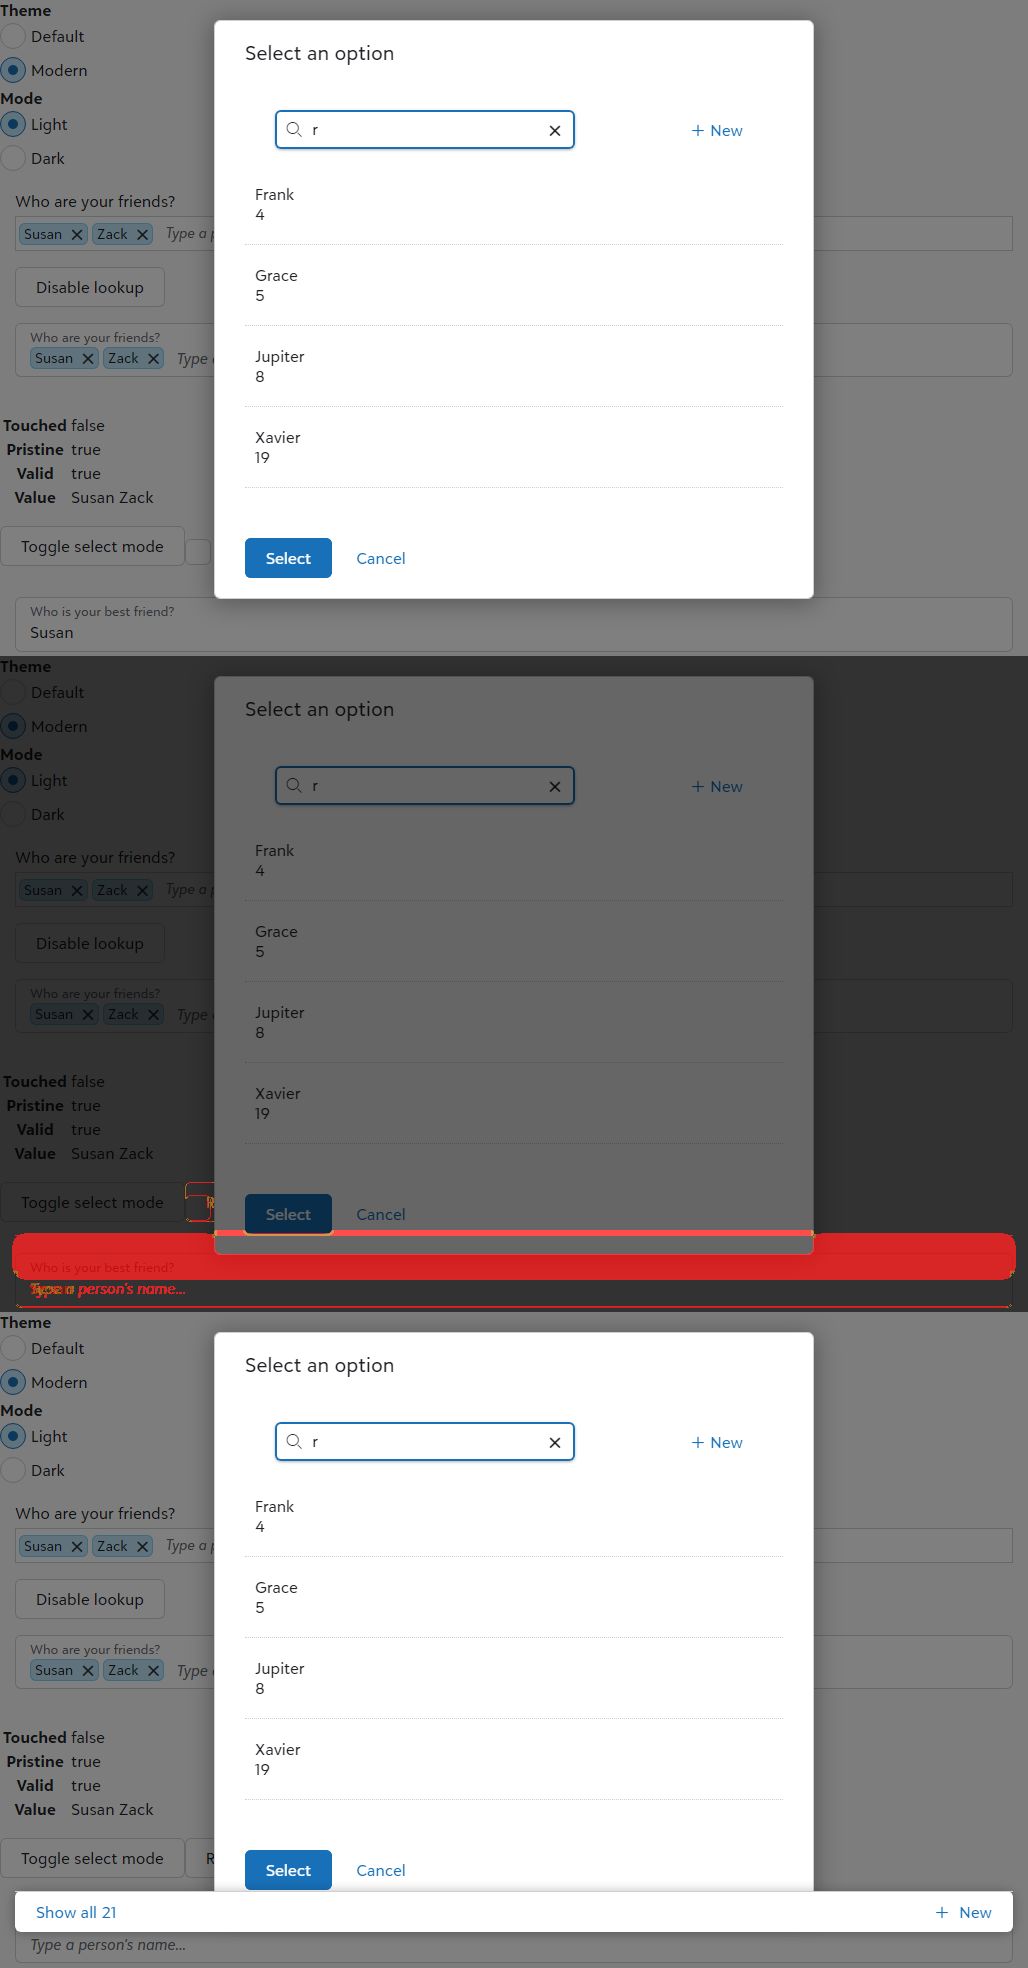 Theme
Default
Modern
Mode
Light
Dark
Who are your friends?
Susan Zack Type a p
Disable lookup
Who are your friends?
Susan Zack Type
Touched false
Pristine true
Valid true
Value Susan Zack
Toggle select mode
Who is your best friend?
Susan
Select an option
r
+ New
Frank
4
Grace
5
Jupiter
8
Xavier
19
Select Cancel
Theme
Default
Modern
Mode
Light
Dark
Who are your friends?
Susan Zack Type a p
Disable lookup
Who are your friends?
Susan Zack Type
Touched false
Pristine true
Valid true
Value Susan Zack
Toggle select mode
Who is your best friend?
Type a person's name...
Select an option
r
+ New
Frank
4
Grace
5
Jupiter
8
Xavier
19
Select Cancel
Theme
Default
Modern
Mode
Light
Dark
Who are your friends?
Susan Zack Type a p
Disable lookup
Who are your friends?
Susan Zack Type
Touched false
Pristine true
Valid true
Value Susan Zack
Toggle select mode R
Select an option
r
+ New
Frank
4
Grace
5
Jupiter
8
Xavier
19
Select Cancel
Show all 21 + New
Type a person's name...